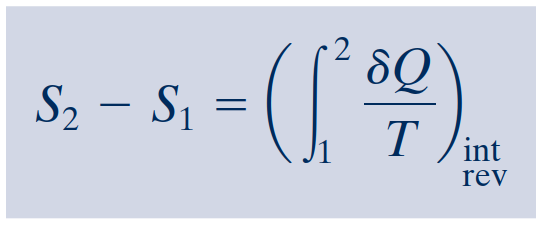 S₂ − S₁ = (∫₁² δQ/T)int rev